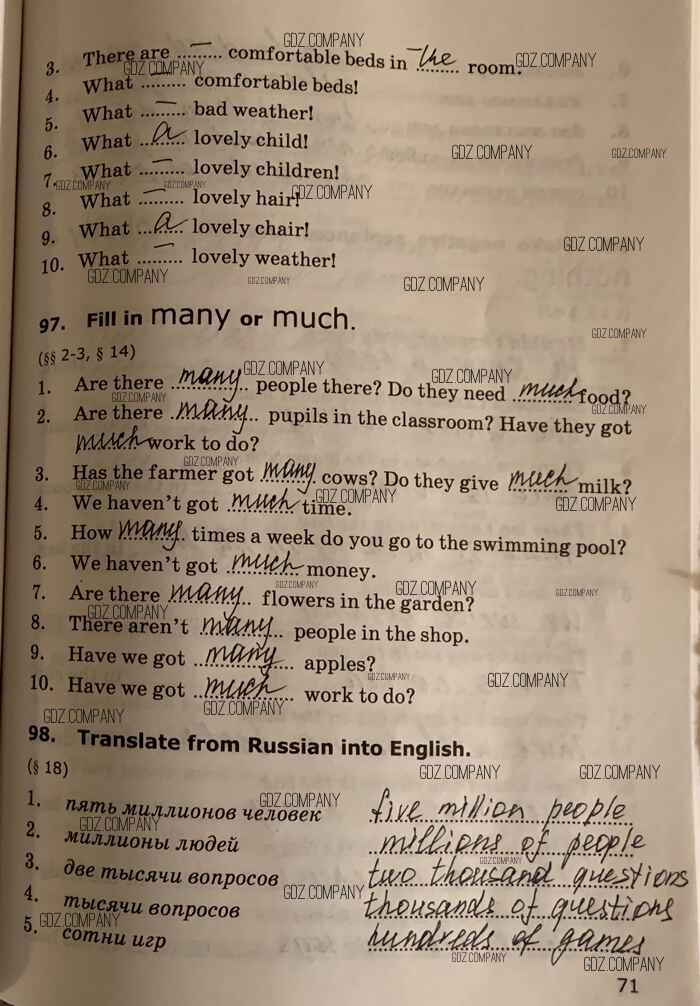 3. There are ...–... comfortable beds in the room.
4. What ...–... comfortable beds!
5. What ...–... bad weather!
6. What ...a... lovely child!
7. What ...–... lovely children!
8. What ...–... lovely hair!
9. What ...a... lovely chair!
10. What ...–... lovely weather!
97. Fill in many or much.
(§§ 2-3, § 14)
1. Are there many people there? Do they need much food?
2. Are there many pupils in the classroom? Have they got
much work to do?
3. Has the farmer got many cows? Do they give much milk?
4. We haven't got much time.
5. How many times a week do you go to the swimming pool?
6. We haven't got much money.
7. Are there many flowers in the garden?
8. There aren't many people in the shop.
9. Have we got many apples?
10. Have we got much work to do?
98. Translate from Russian into English.
(§ 18)
1. пять миллионов человек five million people
2. миллионы людей millions of people
3. две тысячи вопросов two thousand questions
4. тысячи вопросов thousands of questions
5. сотни игр hundreds of games
71
GDZ.COMPANY